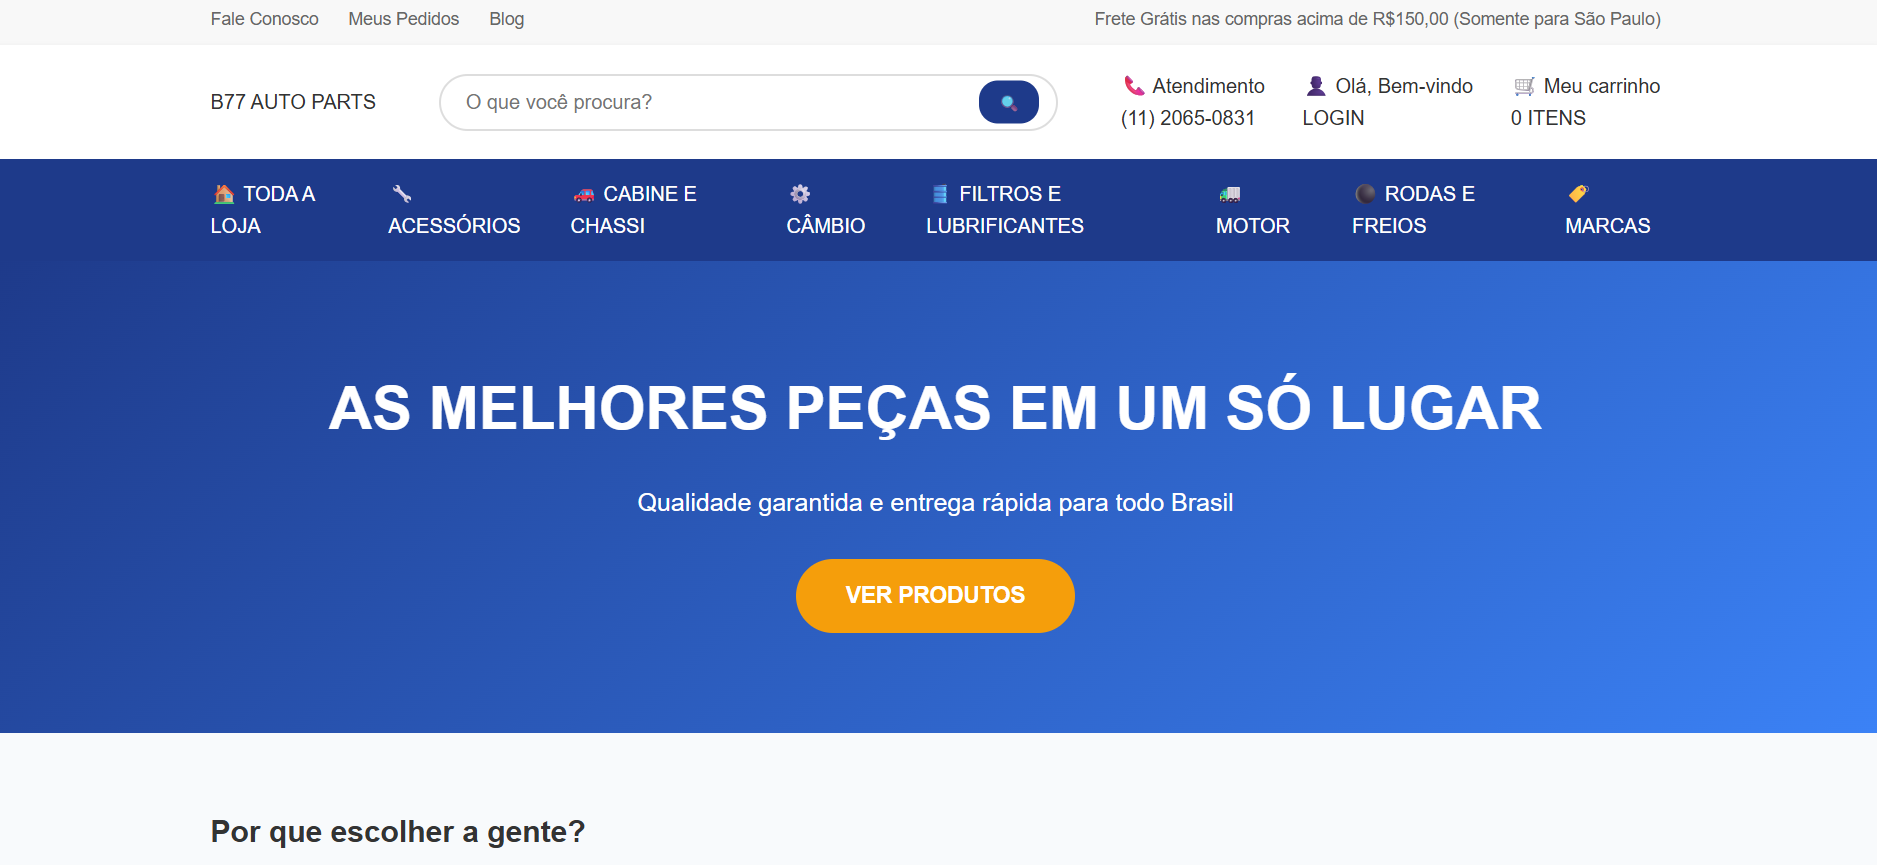 Fale Conosco Meus Pedidos Blog Frete Grátis nas compras acima de R$150,00 (Somente para São Paulo)
B77 AUTO PARTS
O que você procura?
Atendimento
(11) 2065-0831
Olá, Bem-vindo
LOGIN
Meu carrinho
0 ITENS
TODA A
LOJA
ACESSÓRIOS
CABINE E
CHASSI
CÂMBIO
FILTROS E
LUBRIFICANTES
MOTOR
RODAS E
FREIOS
MARCAS
AS MELHORES PEÇAS EM UM SÓ LUGAR
Qualidade garantida e entrega rápida para todo Brasil
VER PRODUTOS
Por que escolher a gente?